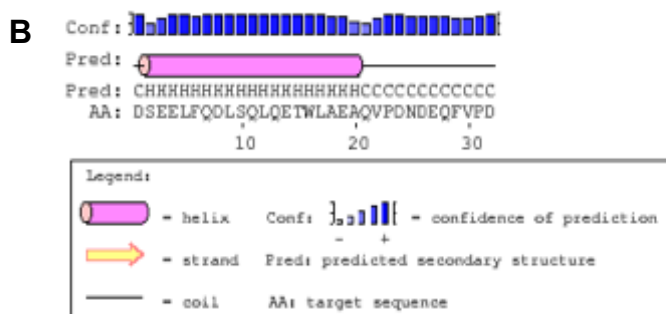 B
Conf:
Pred:
Pred: CHHHHHHHHHHHHHHHHHHHCCCCCCCCCCCC
AA: DSEELFQDLSQLQETWLAEAQVPDNDEQFVPD
10 20 30
Legend:
= helix Conf: = confidence of prediction
- +
= strand Pred: predicted secondary structure
= coil AA: target sequence